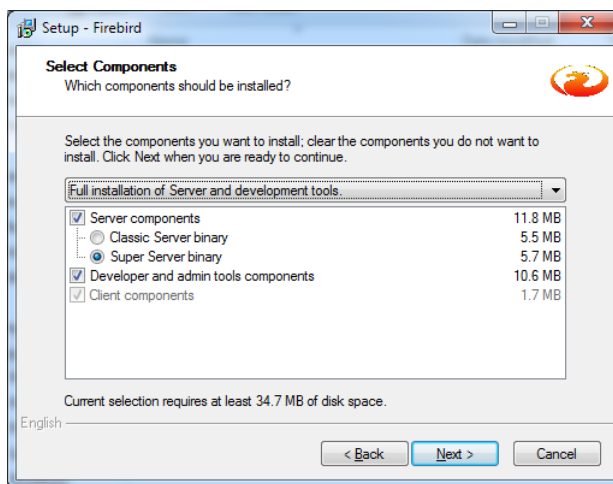 Setup - Firebird
Select Components
Which components should be installed?
Select the components you want to install; clear the components you do not want to
install. Click Next when you are ready to continue.
Full installation of Server and development tools.
Server components 11.8 MB
Classic Server binary 5.5 MB
Super Server binary 5.7 MB
Developer and admin tools components 10.6 MB
Client components 1.7 MB
Current selection requires at least 34.7 MB of disk space.
English
< Back Next > Cancel